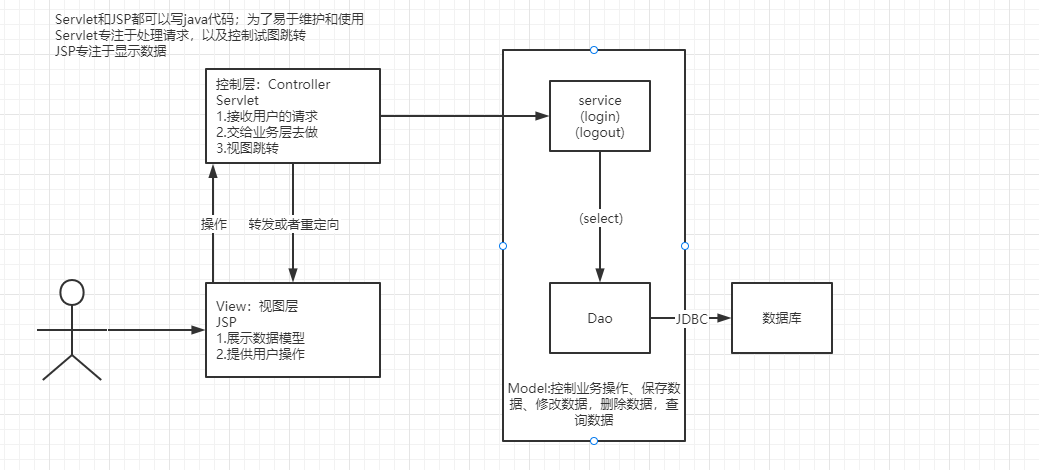 Servlet和JSP都可以写java代码；为了易于维护和使用
Servlet专注于处理请求，以及控制试图跳转
JSP专注于显示数据
控制层：Controller
Servlet
1.接收用户的请求
2.交给业务层去做
3.视图跳转
service
(login)
(logout)
操作
转发或者重定向
(select)
View：视图层
JSP
1.展示数据模型
2.提供用户操作
Dao
JDBC
数据库
Model:控制业务操作、保存数
据、修改数据，删除数据，查
询数据